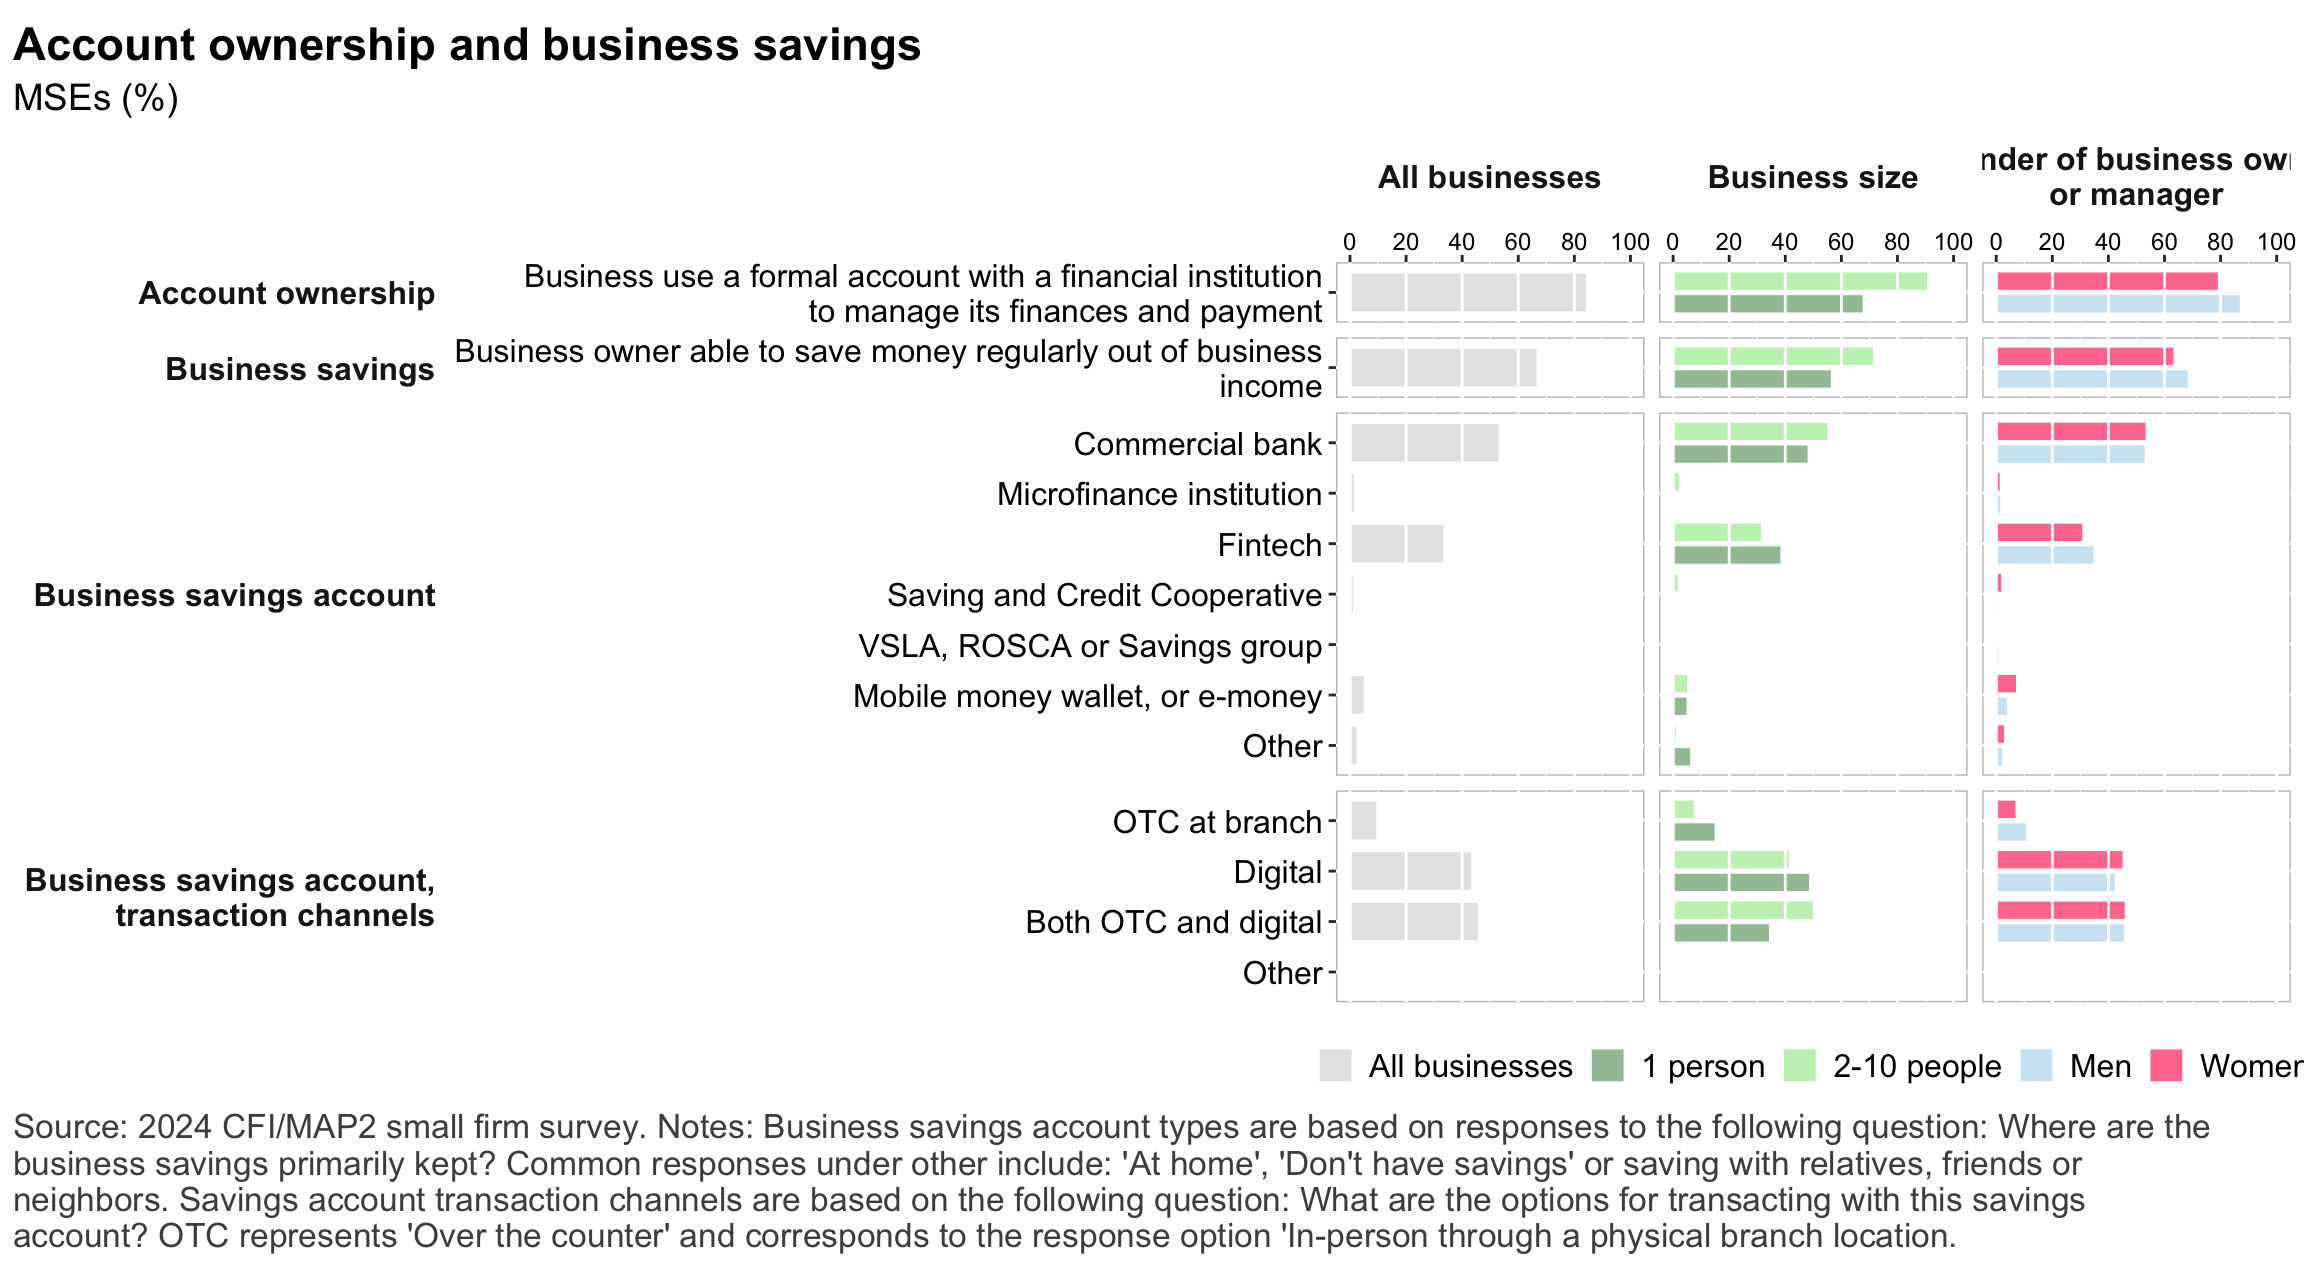 Account ownership and business savings
MSEs (%)
All businesses
Business size
nder of business own
or manager
0 20 40 60 80 100
0 20 40 60 80 100
0 20 40 60 80 100
Account ownership
Business use a formal account with a financial institution
to manage its finances and payment
Business savings
Business owner able to save money regularly out of business
income
Business savings account
Commercial bank
Microfinance institution
Fintech
Saving and Credit Cooperative
VSLA, ROSCA or Savings group
Mobile money wallet, or e-money
Other
Business savings account,
transaction channels
OTC at branch
Digital
Both OTC and digital
Other
All businesses
1 person
2-10 people
Men
Women
Source: 2024 CFI/MAP2 small firm survey. Notes: Business savings account types are based on responses to the following question: Where are the
business savings primarily kept? Common responses under other include: 'At home', 'Don't have savings' or saving with relatives, friends or
neighbors. Savings account transaction channels are based on the following question: What are the options for transacting with this savings
account? OTC represents 'Over the counter' and corresponds to the response option 'In-person through a physical branch location.